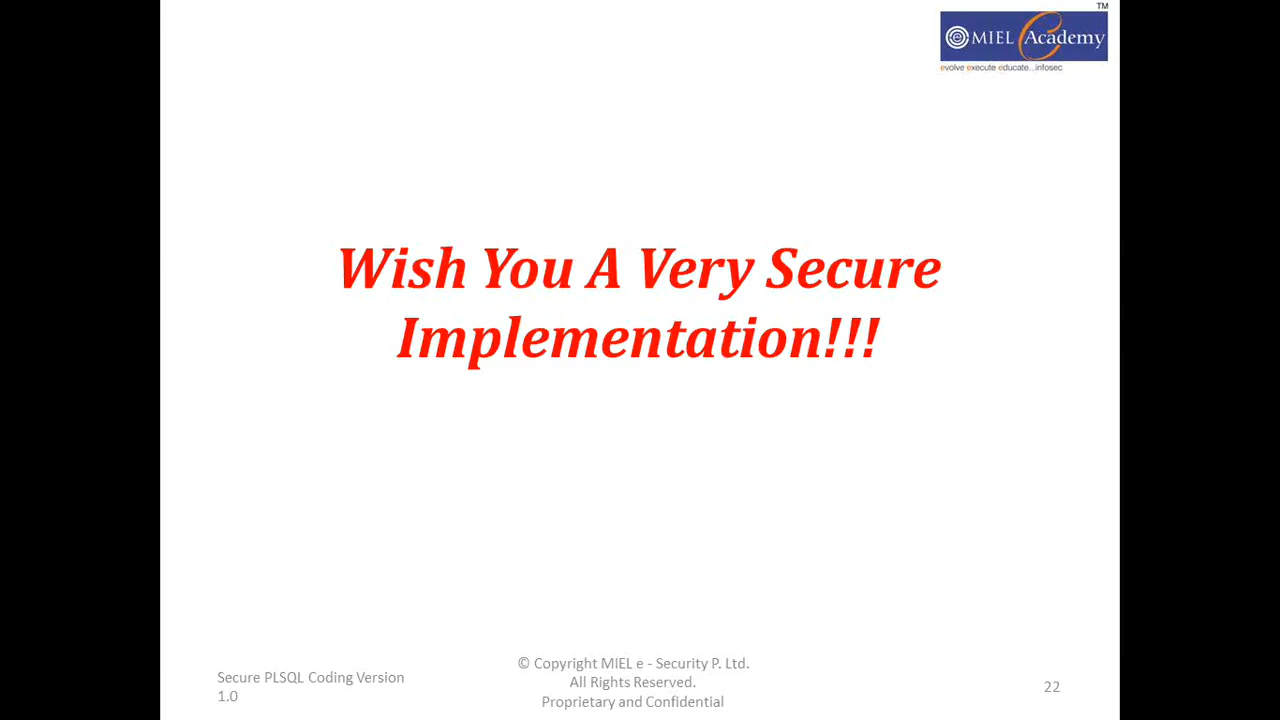 TM
MIEL Academy
evolve execute educate...infosec
Wish You A Very Secure
Implementation!!!
Secure PLSQL Coding Version
1.0
© Copyright MIEL e - Security P. Ltd.
All Rights Reserved.
Proprietary and Confidential
22